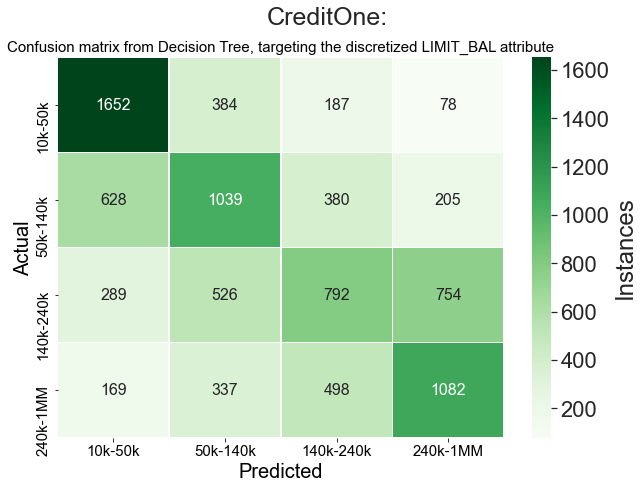 CreditOne:
Confusion matrix from Decision Tree, targeting the discretized LIMIT_BAL attribute
Actual
10k-50k
1652 384 187 78
50k-140k
628 1039 380 205
140k-240k
289 526 792 754
240k-1MM
169 337 498 1082
10k-50k 50k-140k 140k-240k 240k-1MM
Predicted
1600
1400
1200
1000
800
600
400
200
Instances